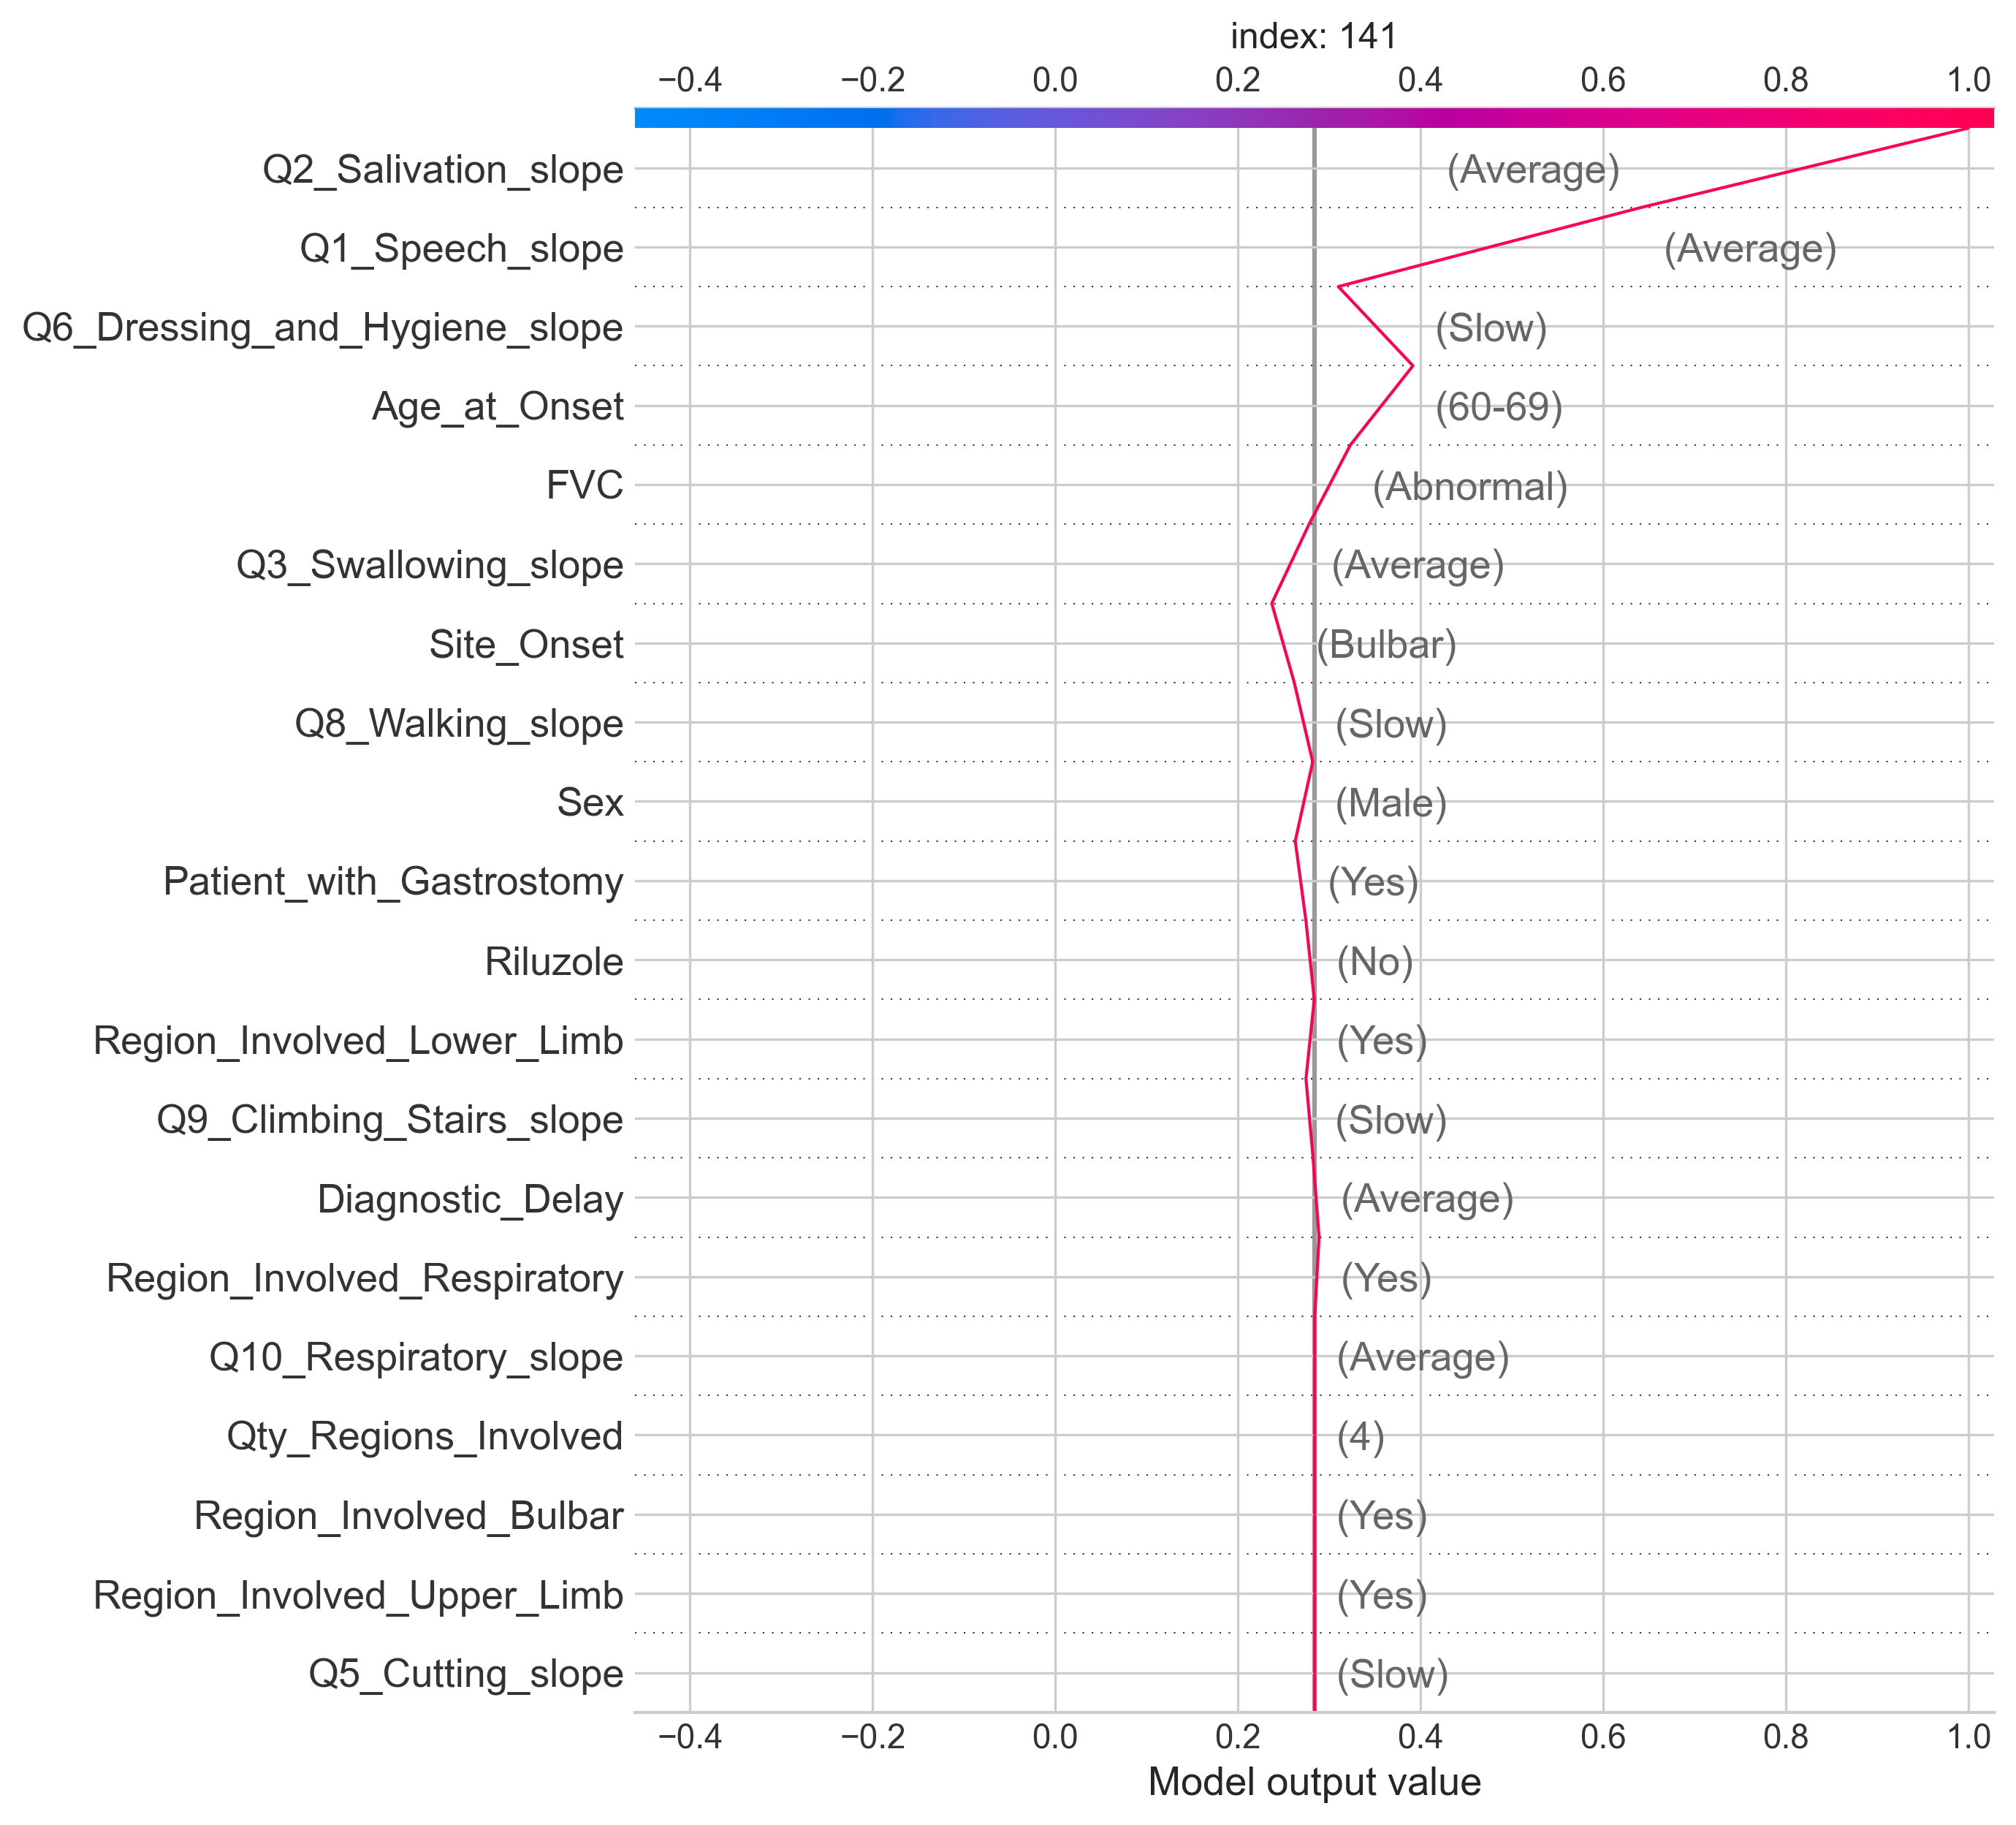 index: 141
−0.4 −0.2 0.0 0.2 0.4 0.6 0.8 1.0
Q2_Salivation_slope (Average)
Q1_Speech_slope (Average)
Q6_Dressing_and_Hygiene_slope (Slow)
Age_at_Onset (60-69)
FVC (Abnormal)
Q3_Swallowing_slope (Average)
Site_Onset (Bulbar)
Q8_Walking_slope (Slow)
Sex (Male)
Patient_with_Gastrostomy (Yes)
Riluzole (No)
Region_Involved_Lower_Limb (Yes)
Q9_Climbing_Stairs_slope (Slow)
Diagnostic_Delay (Average)
Region_Involved_Respiratory (Yes)
Q10_Respiratory_slope (Average)
Qty_Regions_Involved (4)
Region_Involved_Bulbar (Yes)
Region_Involved_Upper_Limb (Yes)
Q5_Cutting_slope (Slow)
−0.4 −0.2 0.0 0.2 0.4 0.6 0.8 1.0
Model output value